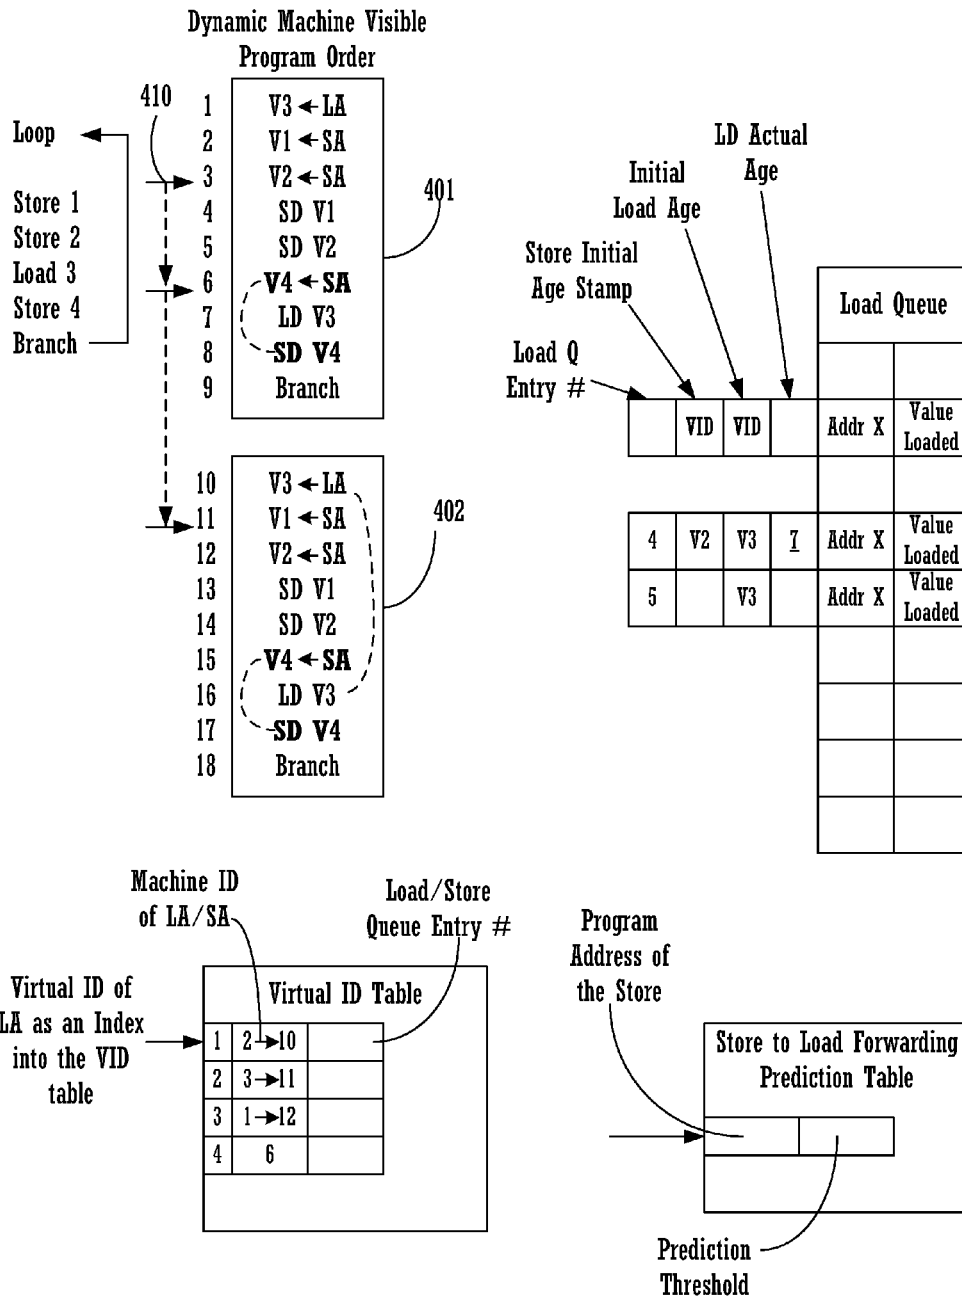 Dynamic Machine Visible
Program Order
410
Loop
Store 1
Store 2
Load 3
Store 4
Branch
1 V3 ← LA
2 V1 ← SA
3 V2 ← SA
4 SD V1
5 SD V2
6 V4 ← SA
7 LD V3
8 SD V4
9 Branch
401
10 V3 ← LA
11 V1 ← SA
12 V2 ← SA
13 SD V1
14 SD V2
15 V4 ← SA
16 LD V3
17 SD V4
18 Branch
402
LD Actual
Age
Initial
Load Age
Store Initial
Age Stamp
Load Q
Entry #
Load Queue
VID VID Addr X Value
Loaded
4 V2 V3 7 Addr X Value
Loaded
5 V3 Addr X Value
Loaded
Machine ID
of LA/SA
Load/Store
Queue Entry #
Virtual ID of
LA as an Index
into the VID
table
Virtual ID Table
1 2→10
2 3→11
3 1→12
4 6
Program
Address of
the Store
Store to Load Forwarding
Prediction Table
Prediction
Threshold